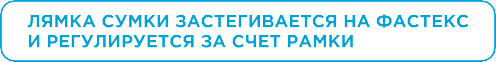 ЛЯМКА СУМКИ ЗАСТЕГИВАЕТСЯ НА ФАСТЕКС
И РЕГУЛИРУЕТСЯ ЗА СЧЕТ РАМКИ